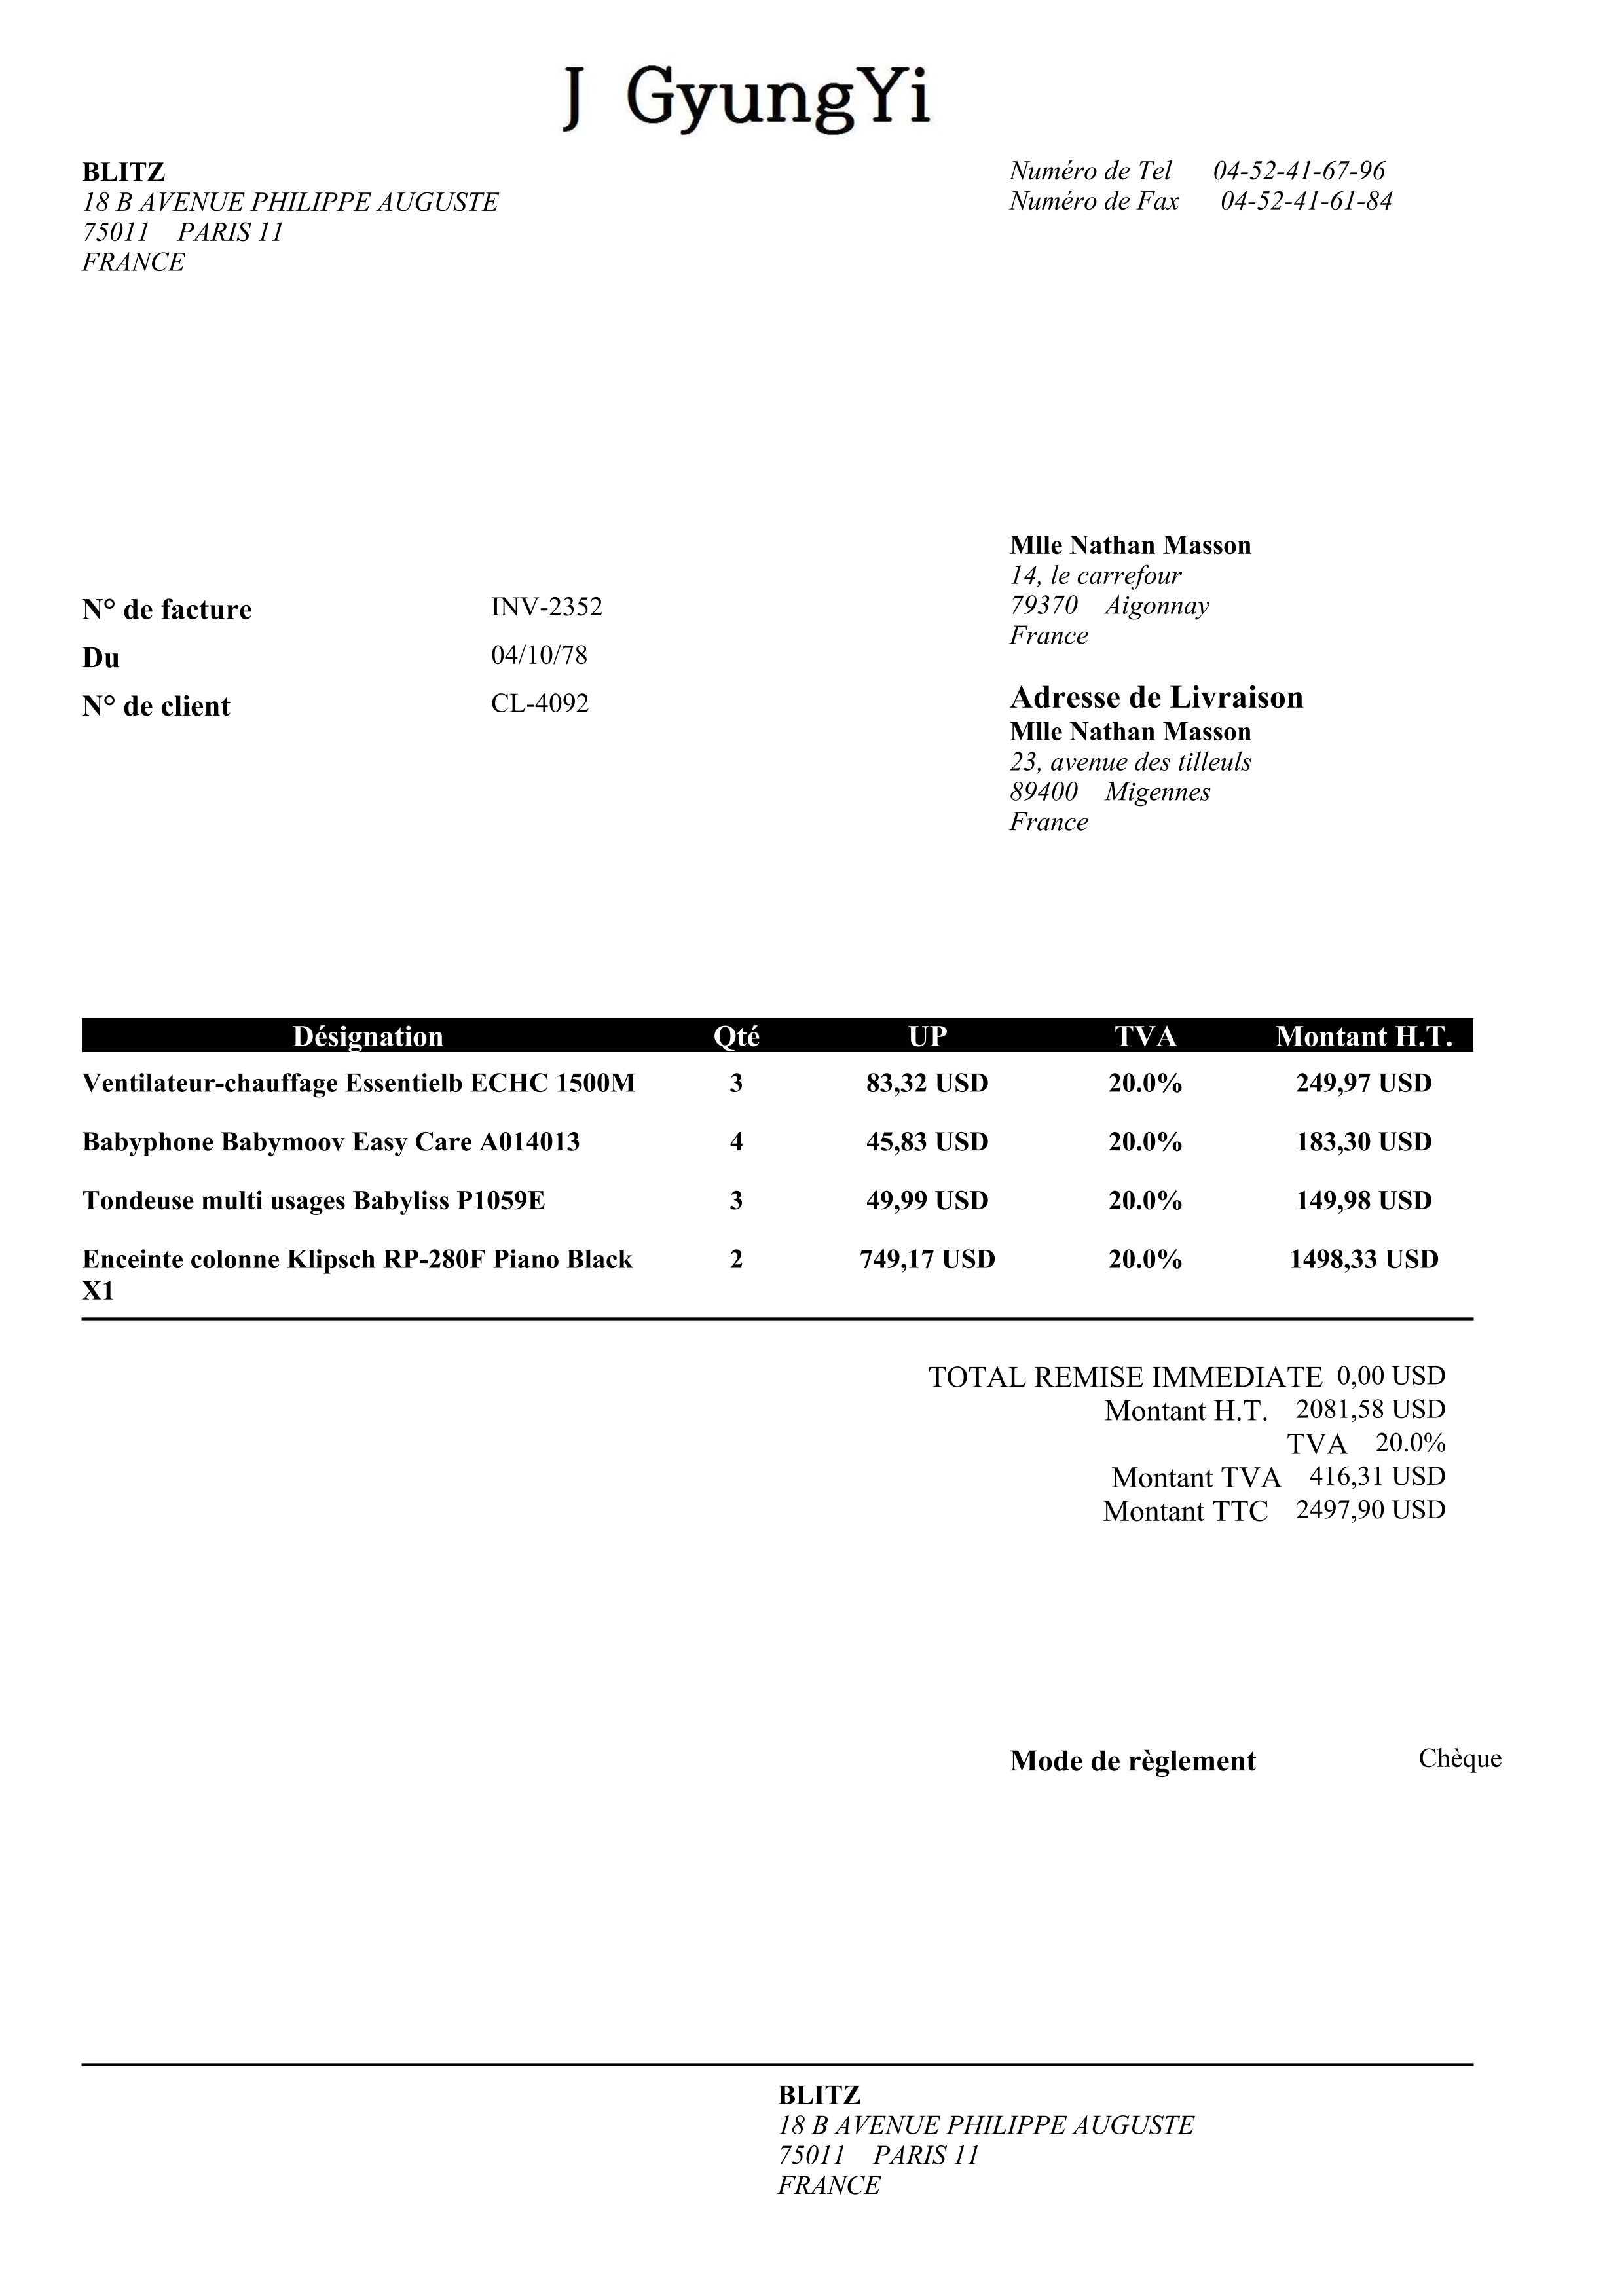 J GyungYi
BLITZ
18 B AVENUE PHILIPPE AUGUSTE
75011 PARIS 11
FRANCE
Numéro de Tel 04-52-41-67-96
Numéro de Fax 04-52-41-61-84
Mlle Nathan Masson
14, le carrefour
79370 Aigonnay
France
N° de facture INV-2352
Du 04/10/78
N° de client CL-4092
Adresse de Livraison
Mlle Nathan Masson
23, avenue des tilleuls
89400 Migennes
France
Désignation Qté UP TVA Montant H.T.
Ventilateur-chauffage Essentielb ECHC 1500M 3 83,32 USD 20.0% 249,97 USD
Babyphone Babymoov Easy Care A014013 4 45,83 USD 20.0% 183,30 USD
Tondeuse multi usages Babyliss P1059E 3 49,99 USD 20.0% 149,98 USD
Enceinte colonne Klipsch RP-280F Piano Black 2 749,17 USD 20.0% 1498,33 USD
X1
TOTAL REMISE IMMEDIATE 0,00 USD
Montant H.T. 2081,58 USD
TVA 20.0%
Montant TVA 416,31 USD
Montant TTC 2497,90 USD
Mode de règlement Chèque
BLITZ
18 B AVENUE PHILIPPE AUGUSTE
75011 PARIS 11
FRANCE